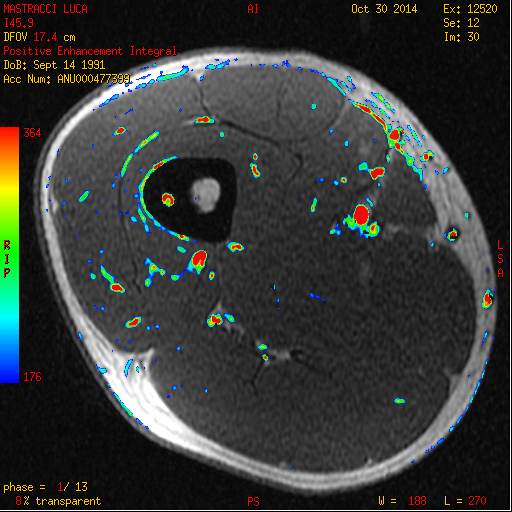 MASTRACCI LUCA AI Oct 30 2014 Ex: 12520
I45.9 Se: 12
DFOV 17.4 cm Im: 30
Positive Enhancement Integral
DoB: Sept 14 1991
Acc Num: ANU000477399
364
R
I
P
L
S
A
176
phase = 1/ 13
8% transparent PS W = 188 L = 270